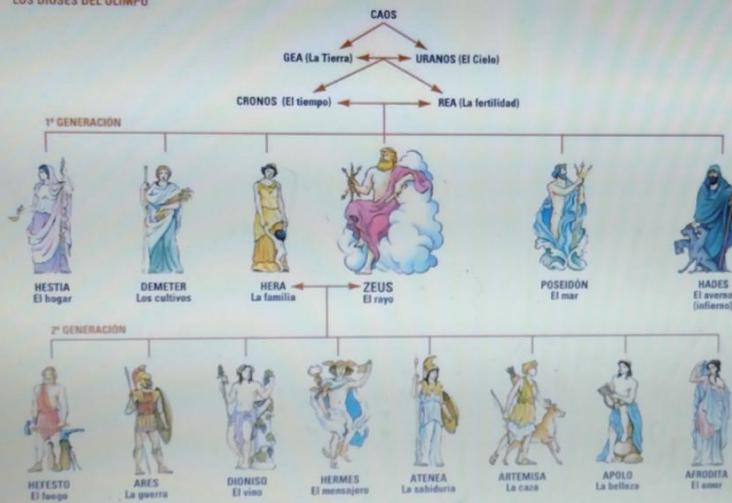 LOS DIOSES DEL OLIMPO
CAOS
GEA (La Tierra)
URANOS (El Cielo)
CRONOS (El tiempo)
REA (La fertilidad)
1ª GENERACIÓN
HESTIA
El hogar
DEMETER
Los cultivos
HERA
La familia
ZEUS
El rayo
POSEIDÓN
El mar
HADES
El averno
(infierno)
2ª GENERACIÓN
HEFESTO
El fuego
ARES
La guerra
DIONISO
El vino
HERMES
El mensajero
ATENEA
La sabiduría
ARTEMISA
La caza
APOLO
La belleza
AFRODITA
El amor